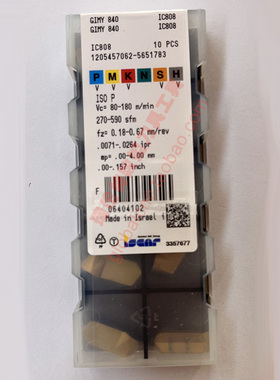 GIMY 840 IC808
GIMY 840 IC808
IC808 10 PCS
1205457062-5651783
P M K N S H
ISO P
Vc= 80-180 m/min
270-590 sfm
fz= 0.18-0.67 mm/rev
.0071-.0264 ipr
ap= .00-4.00 mm
.00-.157 inch
F
06404102
Made in Israel
ISCAR
3357677